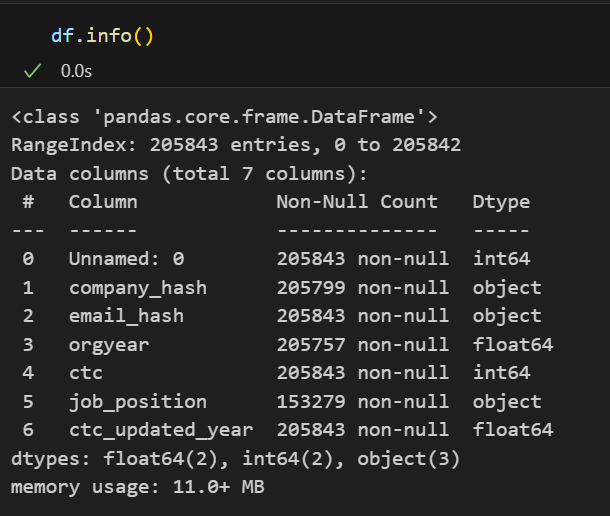 df.info()
0.0s
<class 'pandas.core.frame.DataFrame'>
RangeIndex: 205843 entries, 0 to 205842
Data columns (total 7 columns):
 #   Column            Non-Null Count   Dtype
---  ------            --------------   -----
 0   Unnamed: 0        205843 non-null  int64
 1   company_hash      205799 non-null  object
 2   email_hash        205843 non-null  object
 3   orgyear           205757 non-null  float64
 4   ctc               205843 non-null  int64
 5   job_position      153279 non-null  object
 6   ctc_updated_year  205843 non-null  float64
dtypes: float64(2), int64(2), object(3)
memory usage: 11.0+ MB